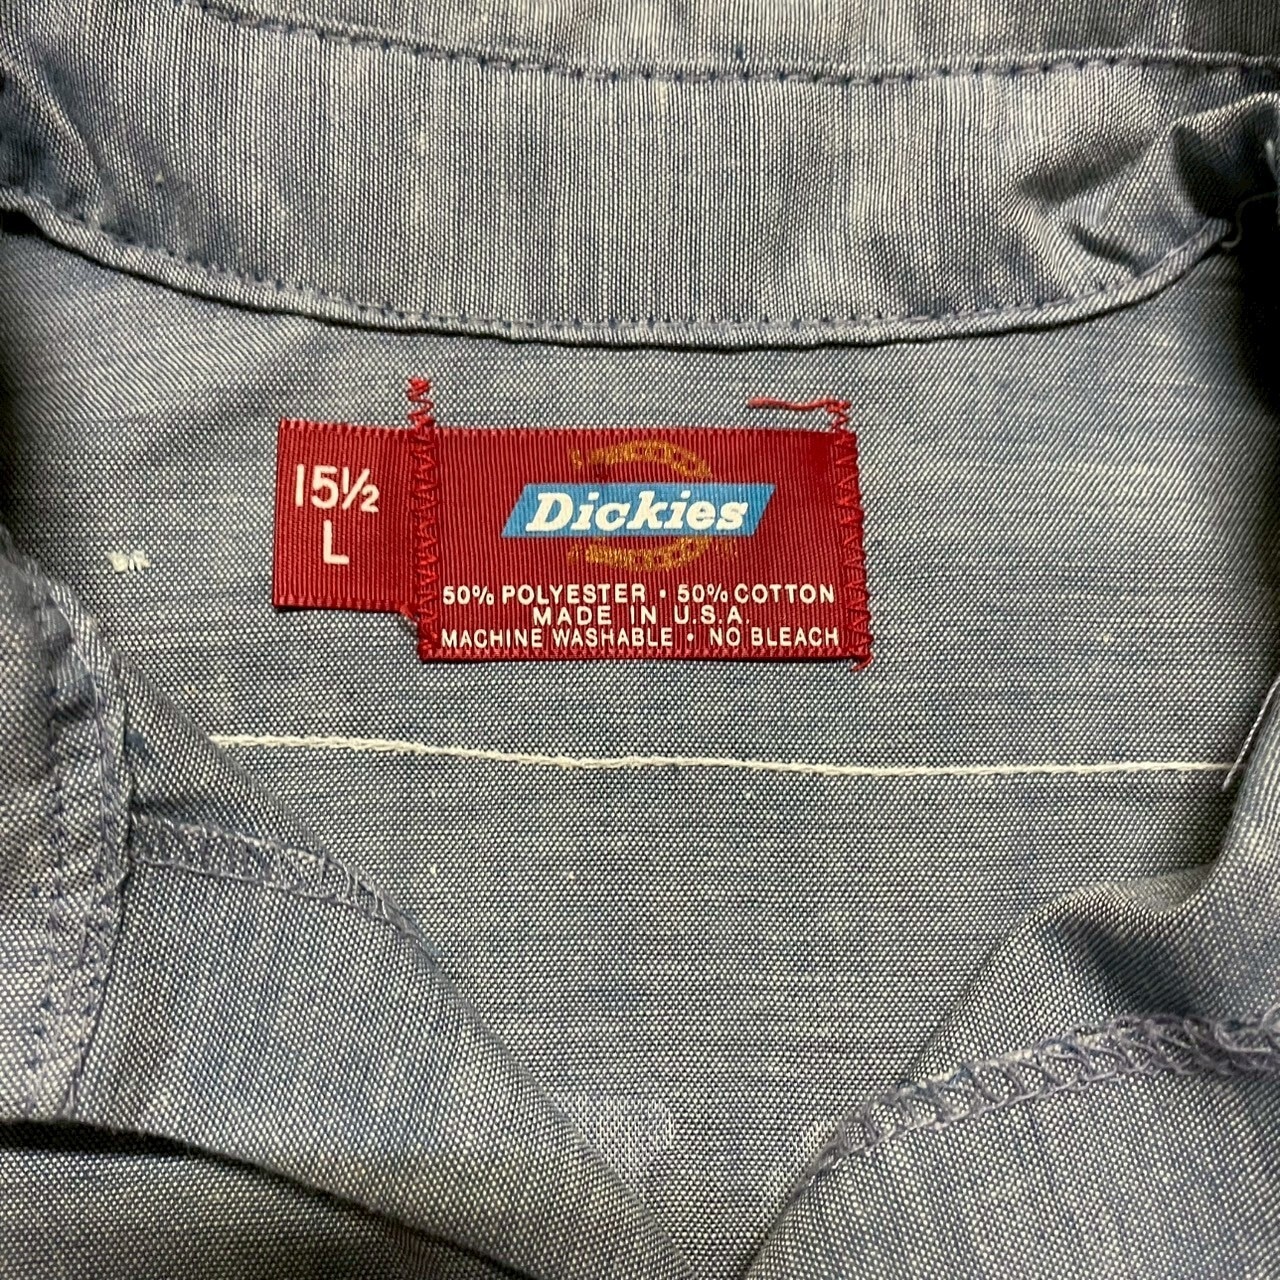 15½
L
Dickies
50% POLYESTER • 50% COTTON
MADE IN U.S.A.
MACHINE WASHABLE • NO BLEACH